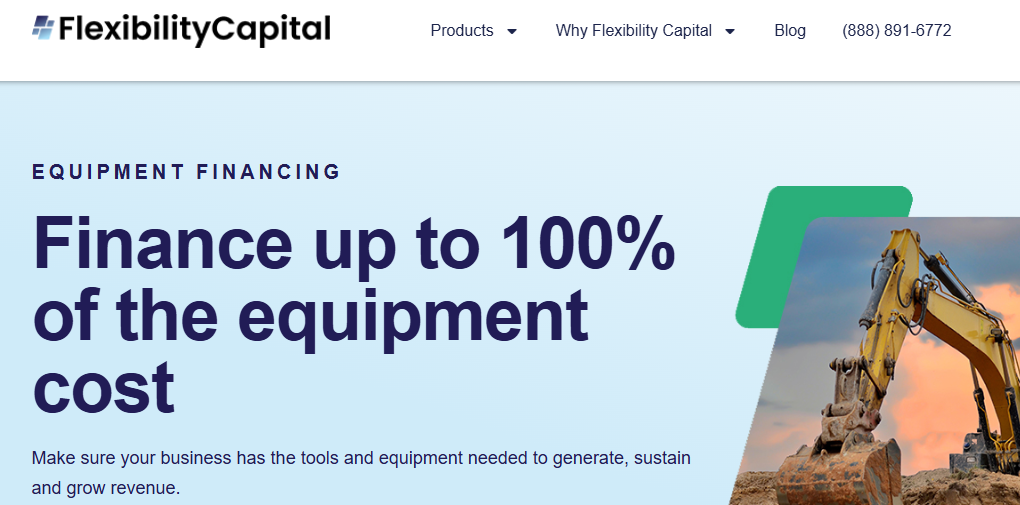 FlexibilityCapital
Products
Why Flexibility Capital
Blog
(888) 891-6772
EQUIPMENT FINANCING
Finance up to 100%
of the equipment
cost
Make sure your business has the tools and equipment needed to generate, sustain
and grow revenue.